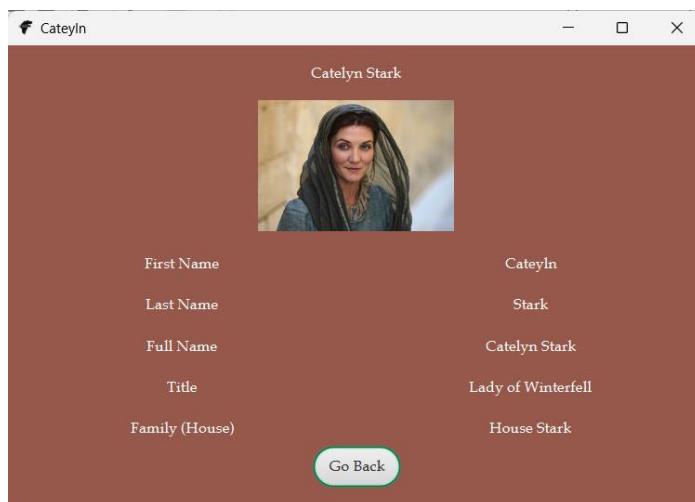 Cateyln
Catelyn Stark
First Name Cateyln
Last Name Stark
Full Name Catelyn Stark
Title Lady of Winterfell
Family (House) House Stark
Go Back